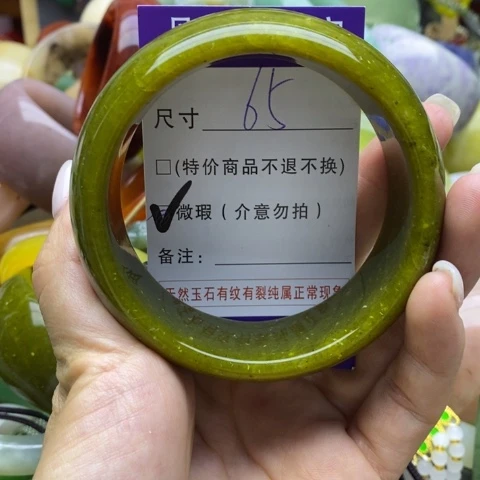 尺寸 65
□(特价商品不退不换)
微瑕(介意勿拍)
备注:
天然玉石有纹有裂纯属正常现象